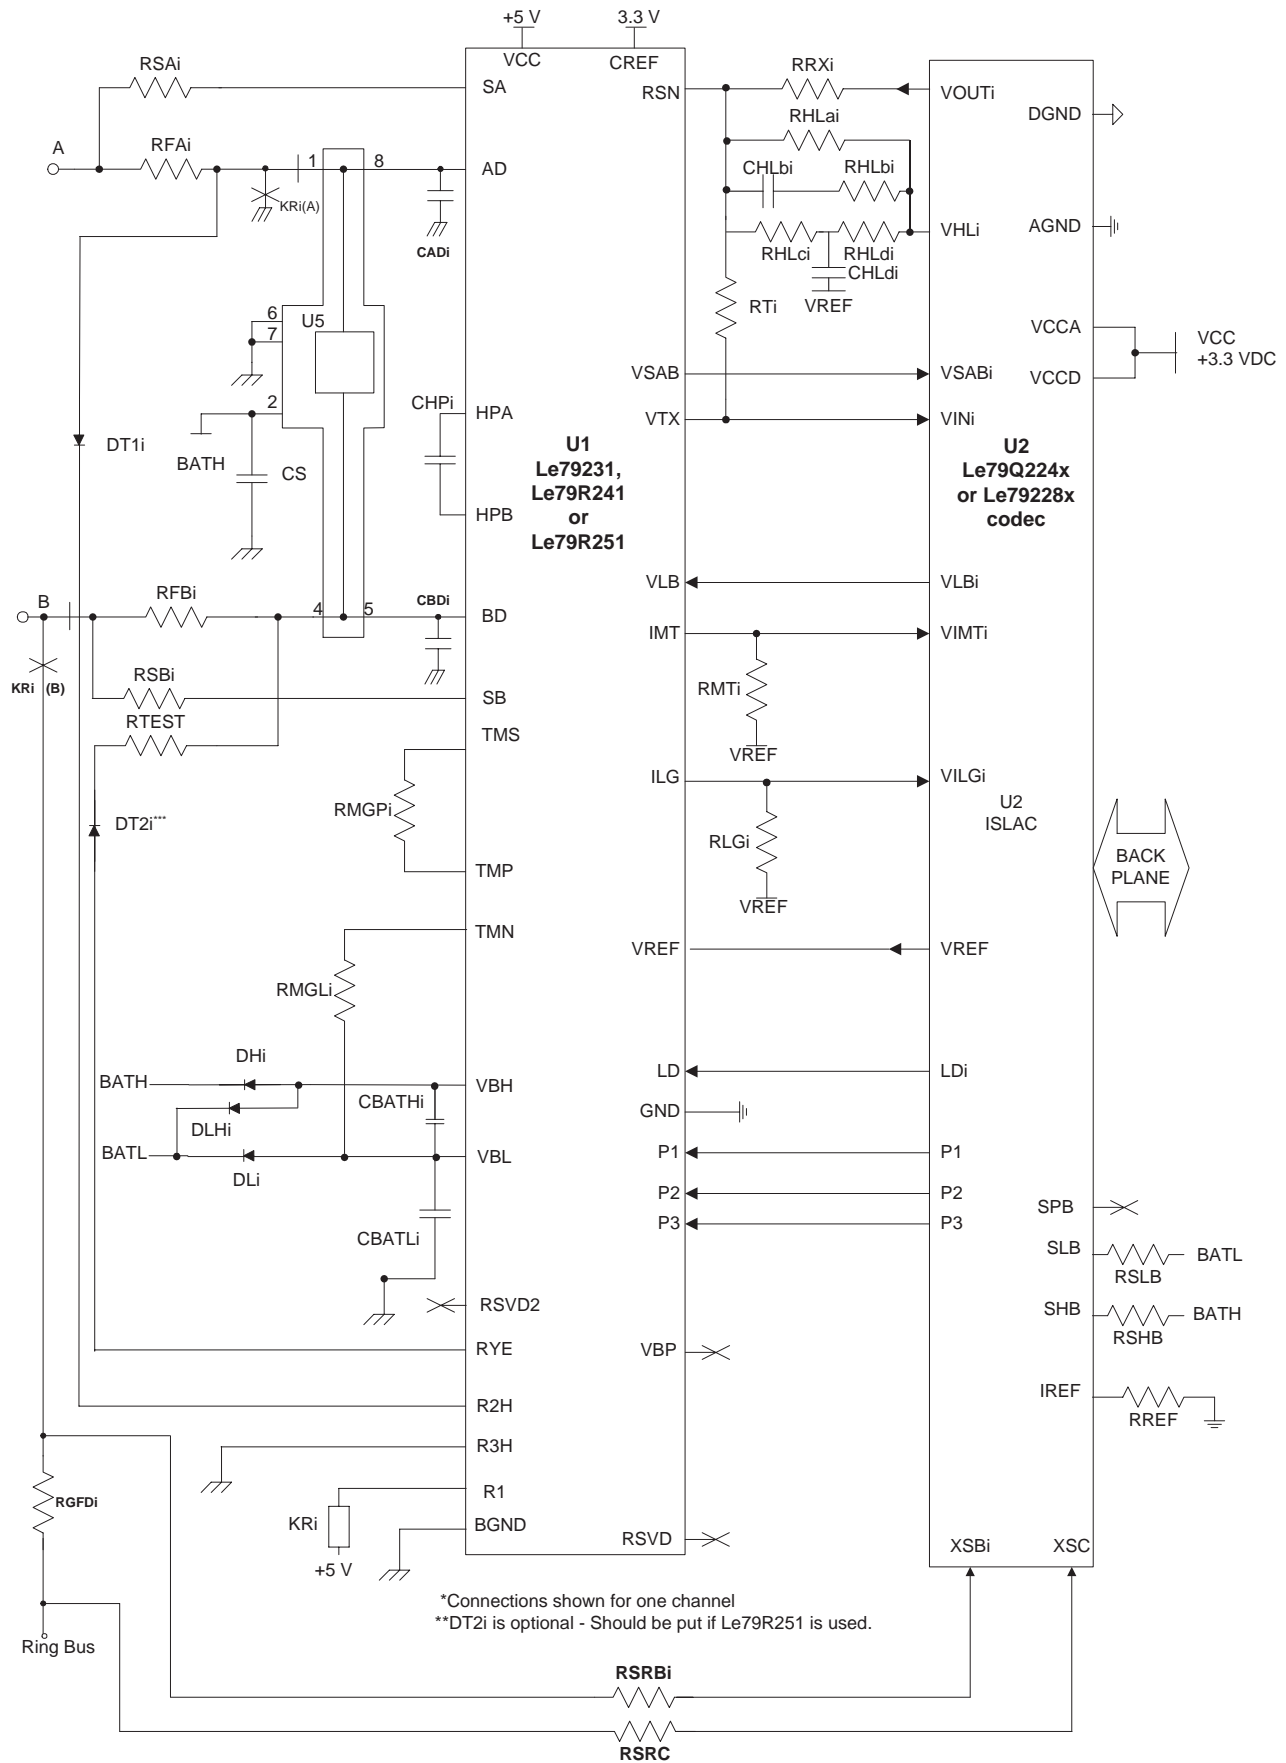 +5 V
3.3 V
RSAi
VCC
CREF
SA
RSN
RRXi
VOUTi
DGND
A
RFAi
RHLai
1
8
AD
CHLbi
RHLbi
KRi(A)
CADi
VHLi
AGND
RHLci
RHLdi
CHLdi
VREF
RTi
6
U5
7
VCCA
VCC
+3.3 VDC
VCCD
VSAB
VSABi
2
CHPi
HPA
VTX
VINi
DT1i
BATH
CS
U1
Le79231,
Le79R241
or
Le79R251
U2
Le79Q224x
or Le79228x
codec
HPB
VLB
VLBi
B
RFBi
4
5
CBDi
BD
IMT
VIMTi
KRi (B)
RSBi
SB
RMTi
RTEST
TMS
VREF
ILG
VILGi
DT2i***
RMGPi
U2
ISLAC
RLGi
BACK
PLANE
TMP
VREF
TMN
VREF
VREF
RMGLi
DHi
BATH
VBH
LD
LDi
CBATHi
GND
DLHi
BATL
VBL
P1
P1
DLi
P2
P2
SPB
CBATLi
P3
P3
SLB
RSLB
BATL
RSVD2
SHB
RSHB
BATH
RYE
VBP
IREF
RREF
R2H
R3H
RGFDi
R1
KRi
BGND
RSVD
XSBi
XSC
+5 V
*Connections shown for one channel
**DT2i is optional - Should be put if Le79R251 is used.
Ring Bus
RSRBi
RSRC